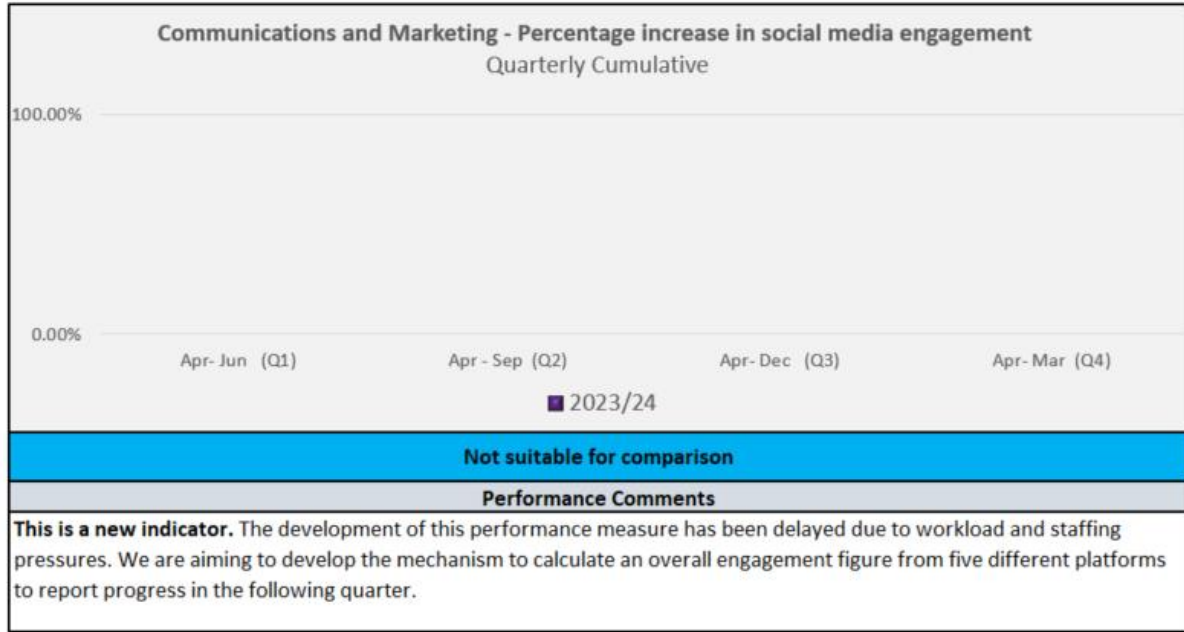 Communications and Marketing - Percentage increase in social media engagement
Quarterly Cumulative
100.00%
0.00%
Apr- Jun (Q1)
Apr - Sep (Q2)
Apr- Dec (Q3)
Apr- Mar (Q4)
2023/24
Not suitable for comparison
Performance Comments
This is a new indicator. The development of this performance measure has been delayed due to workload and staffing
pressures. We are aiming to develop the mechanism to calculate an overall engagement figure from five different platforms
to report progress in the following quarter.